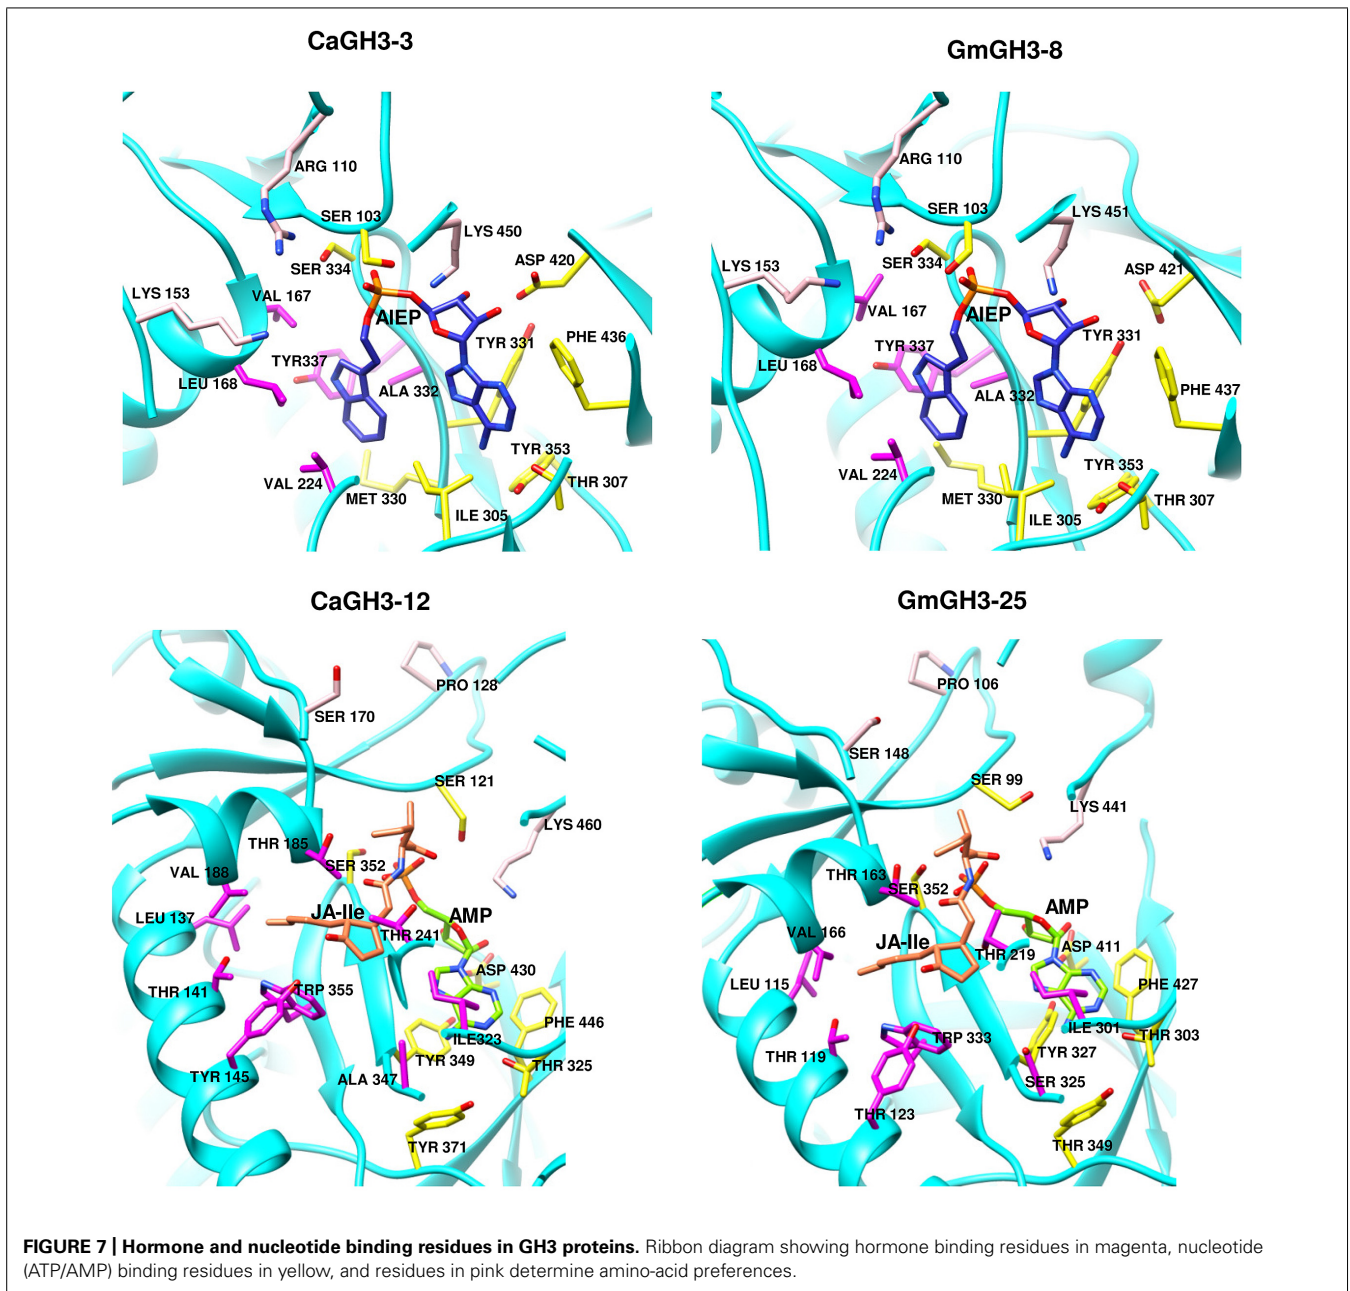 CaGH3-3
ARG 110
SER 103
LYS 450
SER 334
ASP 420
LYS 153
VAL 167
AIEP
TYR 331
PHE 436
TYR337
LEU 168
ALA 332
TYR 353
VAL 224
MET 330
THR 307
ILE 305
GmGH3-8
ARG 110
SER 103
LYS 451
SER 334
LYS 153
ASP 421
VAL 167
AIEP
TYR 331
TYR 337
LEU 168
ALA 332
PHE 437
TYR 353
VAL 224
MET 330
THR 307
ILE 305
CaGH3-12
PRO 128
SER 170
SER 121
LYS 460
THR 185
SER 352
VAL 188
JA-Ile
AMP
LEU 137
THR 241
ASP 430
THR 141
TRP 355
PHE 446
ILE323
TYR 349
THR 325
TYR 145
ALA 347
TYR 371
GmGH3-25
PRO 106
SER 148
SER 99
LYS 441
THR 163
SER 352
AMP
VAL 166
JA-Ile
ASP 411
THR 219
LEU 115
PHE 427
ILE 301
TRP 333
THR 303
THR 119
TYR 327
SER 325
THR 123
THR 349
FIGURE 7 | Hormone and nucleotide binding residues in GH3 proteins. Ribbon diagram showing hormone binding residues in magenta, nucleotide
(ATP/AMP) binding residues in yellow, and residues in pink determine amino-acid preferences.